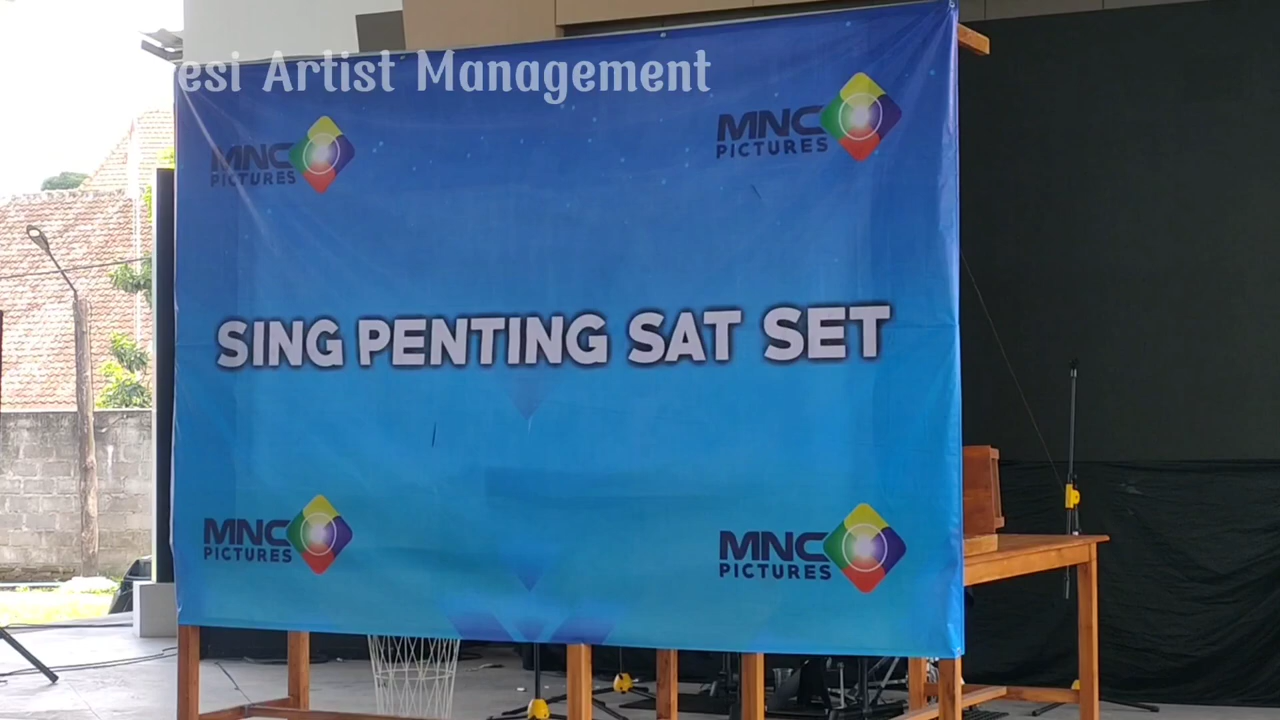 esi Artist Management
MNC
PICTURES
MNC
PICTURES
SING PENTING SAT SET
MNC
PICTURES
MNC
PICTURES